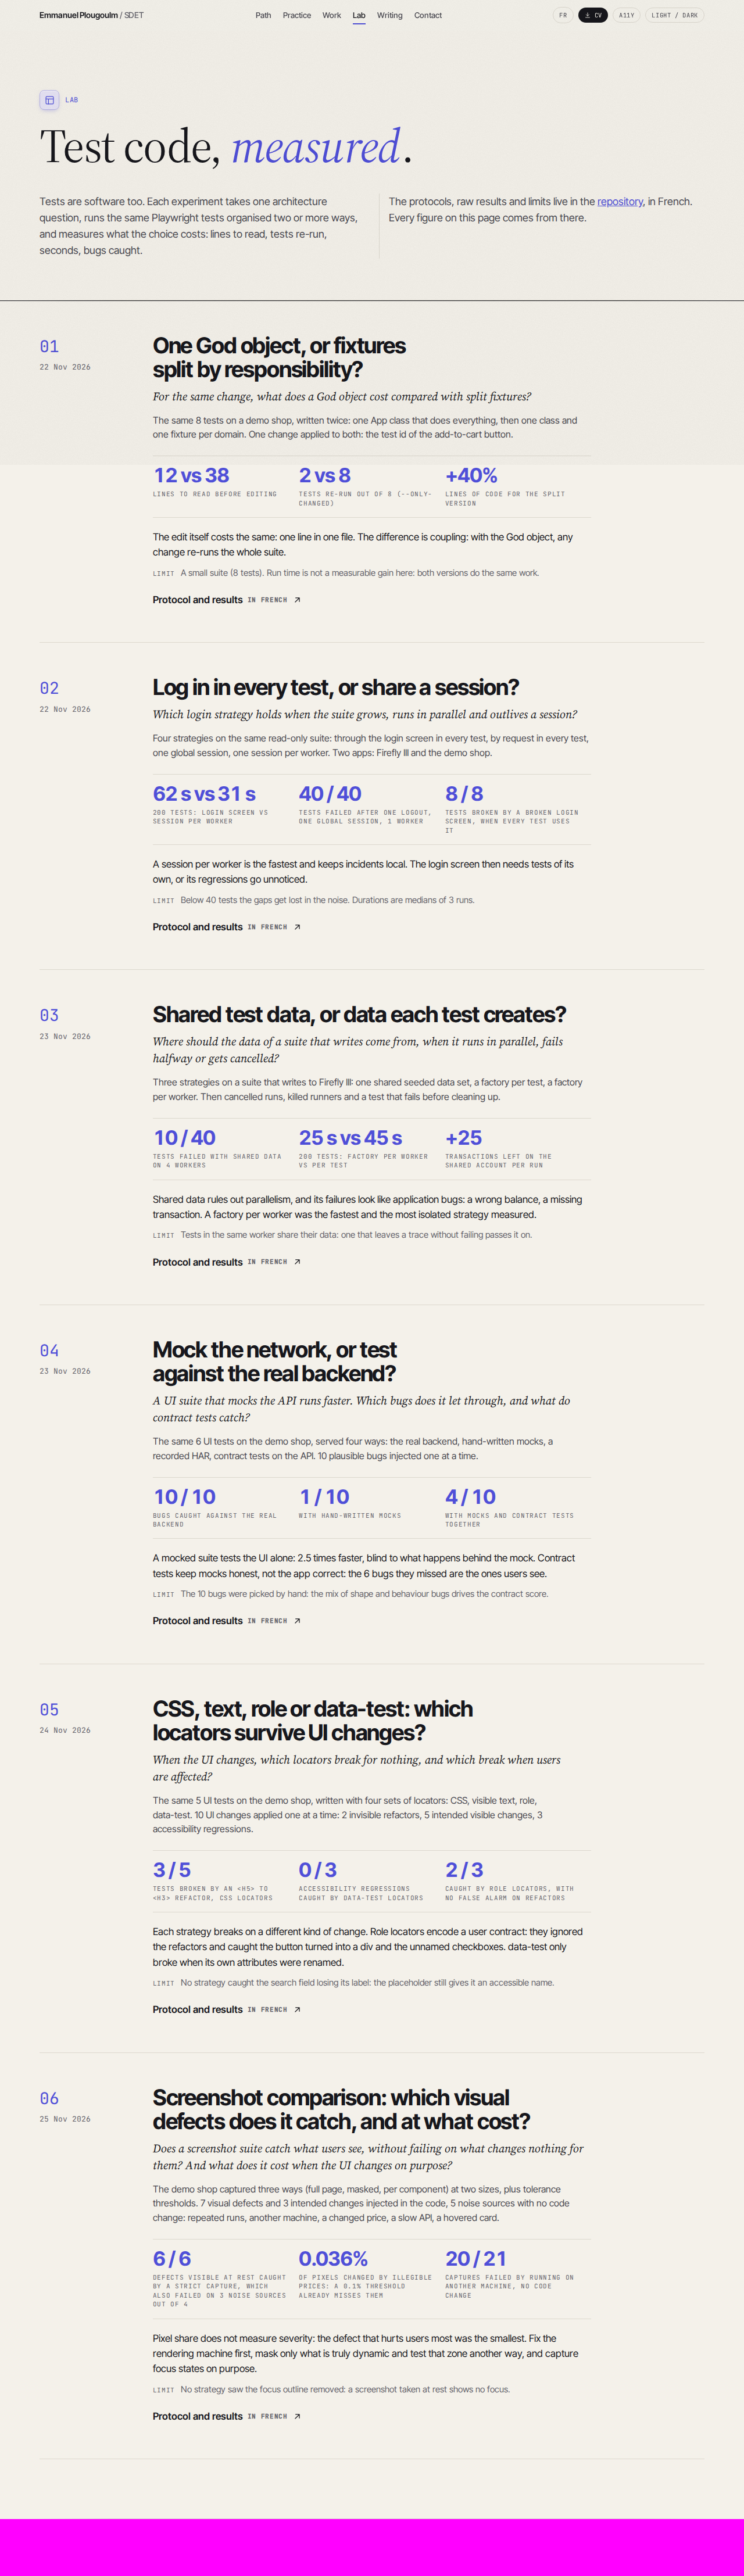 Emmanuel Plougoulm / SDET
Path Practice Work Lab Writing Contact
FR CV A11Y LIGHT / DARK
LAB
Test code, measured.
Tests are software too. Each experiment takes one architecture
question, runs the same Playwright tests organised two or more ways,
and measures what the choice costs: lines to read, tests re-run,
seconds, bugs caught.
The protocols, raw results and limits live in the repository, in French.
Every figure on this page comes from there.
01
22 Nov 2026
One God object, or fixtures
split by responsibility?
For the same change, what does a God object cost compared with split fixtures?
The same 8 tests on a demo shop, written twice: one App class that does everything, then one class and
one fixture per domain. One change applied to both: the test id of the add-to-cart button.
12 vs 38
LINES TO READ BEFORE EDITING
2 vs 8
TESTS RE-RUN OUT OF 8 (--ONLY-
CHANGED)
+40%
LINES OF CODE FOR THE SPLIT
VERSION
The edit itself costs the same: one line in one file. The difference is coupling: with the God object, any
change re-runs the whole suite.
LIMIT A small suite (8 tests). Run time is not a measurable gain here: both versions do the same work.
Protocol and results IN FRENCH
02
22 Nov 2026
Log in in every test, or share a session?
Which login strategy holds when the suite grows, runs in parallel and outlives a session?
Four strategies on the same read-only suite: through the login screen in every test, by request in every test,
one global session, one session per worker. Two apps: Firefly III and the demo shop.
62 s vs 31 s
200 TESTS: LOGIN SCREEN VS
SESSION PER WORKER
40 / 40
TESTS FAILED AFTER ONE LOGOUT,
ONE GLOBAL SESSION, 1 WORKER
8 / 8
TESTS BROKEN BY A BROKEN LOGIN
SCREEN, WHEN EVERY TEST USES
IT
A session per worker is the fastest and keeps incidents local. The login screen then needs tests of its
own, or its regressions go unnoticed.
LIMIT Below 40 tests the gaps get lost in the noise. Durations are medians of 3 runs.
Protocol and results IN FRENCH
03
23 Nov 2026
Shared test data, or data each test creates?
Where should the data of a suite that writes come from, when it runs in parallel, fails
halfway or gets cancelled?
Three strategies on a suite that writes to Firefly III: one shared seeded data set, a factory per test, a factory
per worker. Then cancelled runs, killed runners and a test that fails before cleaning up.
10 / 40
TESTS FAILED WITH SHARED DATA
ON 4 WORKERS
25 s vs 45 s
200 TESTS: FACTORY PER WORKER
VS PER TEST
+25
TRANSACTIONS LEFT ON THE
SHARED ACCOUNT PER RUN
Shared data rules out parallelism, and its failures look like application bugs: a wrong balance, a missing
transaction. A factory per worker was the fastest and the most isolated strategy measured.
LIMIT Tests in the same worker share their data: one that leaves a trace without failing passes it on.
Protocol and results IN FRENCH
04
23 Nov 2026
Mock the network, or test
against the real backend?
A UI suite that mocks the API runs faster. Which bugs does it let through, and what do
contract tests catch?
The same 6 UI tests on the demo shop, served four ways: the real backend, hand-written mocks, a
recorded HAR, contract tests on the API. 10 plausible bugs injected one at a time.
10 / 10
BUGS CAUGHT AGAINST THE REAL
BACKEND
1 / 10
WITH HAND-WRITTEN MOCKS
4 / 10
WITH MOCKS AND CONTRACT TESTS
TOGETHER
A mocked suite tests the UI alone: 2.5 times faster, blind to what happens behind the mock. Contract
tests keep mocks honest, not the app correct: the 6 bugs they missed are the ones users see.
LIMIT The 10 bugs were picked by hand: the mix of shape and behaviour bugs drives the contract score.
Protocol and results IN FRENCH
05
24 Nov 2026
CSS, text, role or data-test: which
locators survive UI changes?
When the UI changes, which locators break for nothing, and which break when users
are affected?
The same 5 UI tests on the demo shop, written with four sets of locators: CSS, visible text, role,
data-test. 10 UI changes applied one at a time: 2 invisible refactors, 5 intended visible changes, 3
accessibility regressions.
3 / 5
TESTS BROKEN BY AN <H5> TO
<H3> REFACTOR, CSS LOCATORS
0 / 3
ACCESSIBILITY REGRESSIONS
CAUGHT BY DATA-TEST LOCATORS
2 / 3
CAUGHT BY ROLE LOCATORS, WITH
NO FALSE ALARM ON REFACTORS
Each strategy breaks on a different kind of change. Role locators encode a user contract: they ignored
the refactors and caught the button turned into a div and the unnamed checkboxes. data-test only
broke when its own attributes were renamed.
LIMIT No strategy caught the search field losing its label: the placeholder still gives it an accessible name.
Protocol and results IN FRENCH
06
25 Nov 2026
Screenshot comparison: which visual
defects does it catch, and at what cost?
Does a screenshot suite catch what users see, without failing on what changes nothing for
them? And what does it cost when the UI changes on purpose?
The demo shop captured three ways (full page, masked, per component) at two sizes, plus tolerance
thresholds. 7 visual defects and 3 intended changes injected in the code, 5 noise sources with no code
change: repeated runs, another machine, a changed price, a slow API, a hovered card.
6 / 6
DEFECTS VISIBLE AT REST CAUGHT
BY A STRICT CAPTURE, WHICH
ALSO FAILED ON 3 NOISE SOURCES
OUT OF 4
0.036%
OF PIXELS CHANGED BY ILLEGIBLE
PRICES: A 0.1% THRESHOLD
ALREADY MISSES THEM
20 / 21
CAPTURES FAILED BY RUNNING ON
ANOTHER MACHINE, NO CODE
CHANGE
Pixel share does not measure severity: the defect that hurts users most was the smallest. Fix the
rendering machine first, mask only what is truly dynamic and test that zone another way, and capture
focus states on purpose.
LIMIT No strategy saw the focus outline removed: a screenshot taken at rest shows no focus.
Protocol and results IN FRENCH